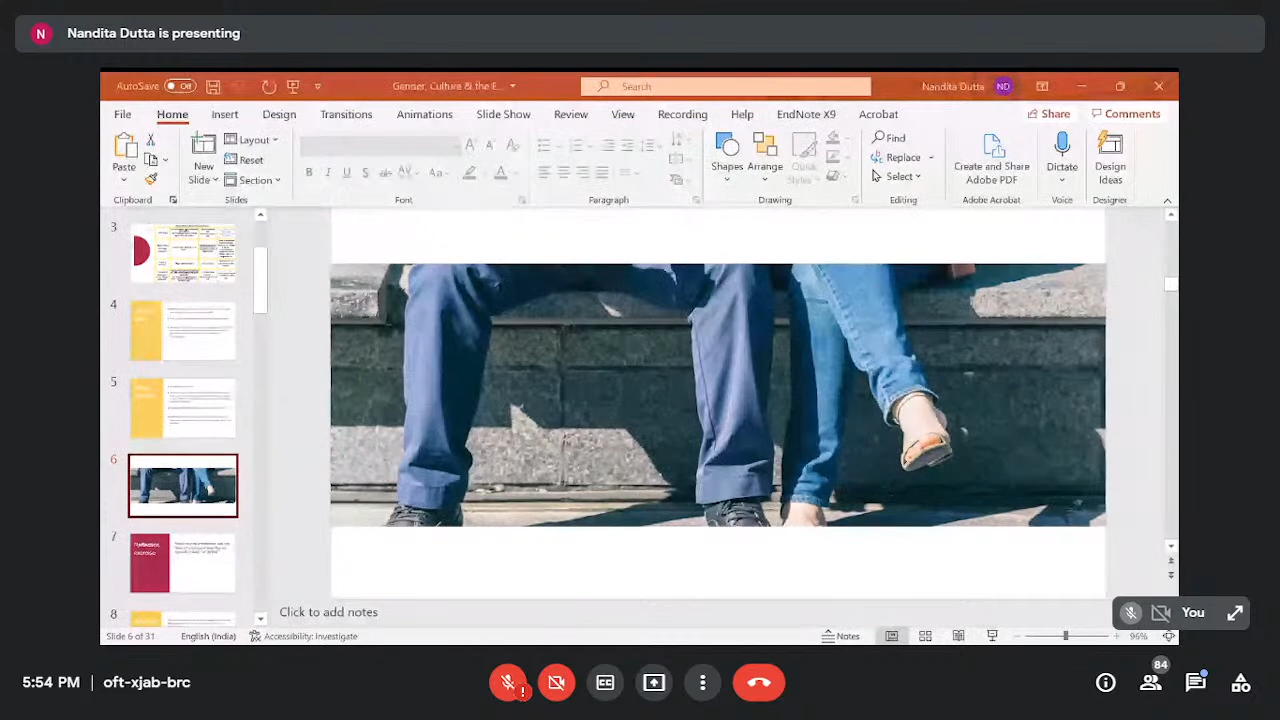 N Nandita Dutta is presenting
AutoSave Off Gender, Culture & the E... Search Nandita Dutta ND
File Home Insert Design Transitions Animations Slide Show Review View Recording Help EndNote X9 Acrobat Share Comments
Paste New Slide Layout Reset Section Shapes Arrange Quick Styles Find Replace Select Create and Share Adobe PDF Dictate Design Ideas
Clipboard Slides Font Paragraph Drawing Editing Adobe Acrobat Voice Designer
3
4
5
6
7
Reflexive exercise
8
Click to add notes
You
Slide 6 of 31 English (India) Accessibility: Investigate Notes 96%
84
5:54 PM | oft-xjab-brc CC